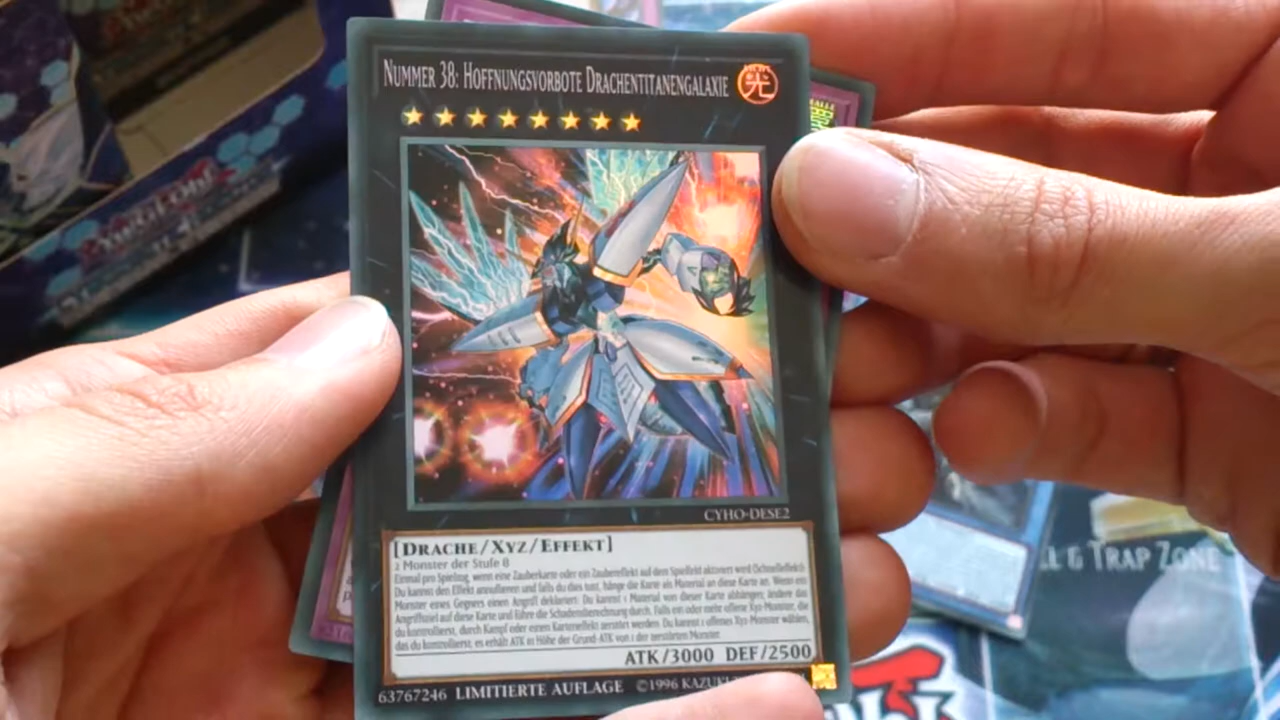 NUMMER 38: HOFFNUNGSVORBOTE DRACHENTITANENGALAXIE
光
CYHO-DESE2
[DRACHE/XYZ/EFFEKT]
2 Monster der Stufe 8
Einmal pro Spielzug, wenn eine Zauberkarte oder ein Zaubereffekt auf dem Spielfeld aktiviert wird (Schnelleffekt):
Du kannst den Effekt annullieren und falls du dies tust, hänge die Karte als Material an diese Karte an. Wenn ein
Monster eines Gegners einen Angriff deklariert: Du kannst 1 Material von dieser Karte abhängen; ändere das
Angriffsziel auf diese Karte und führe die Schadensberechnung durch. Falls ein oder mehr offene Xyz-Monster, die
du kontrollierst, durch Kampf oder einen Karteneffekt zerstört werden: Du kannst 1 offenes Xyz-Monster wählen,
das du kontrollierst; es erhält ATK in Höhe der Grund-ATK von 1 der zerstörten Monster.
ATK/3000 DEF/2500
63767246 LIMITIERTE AUFLAGE ©1996 KAZUKI
L & TRAP ZONE